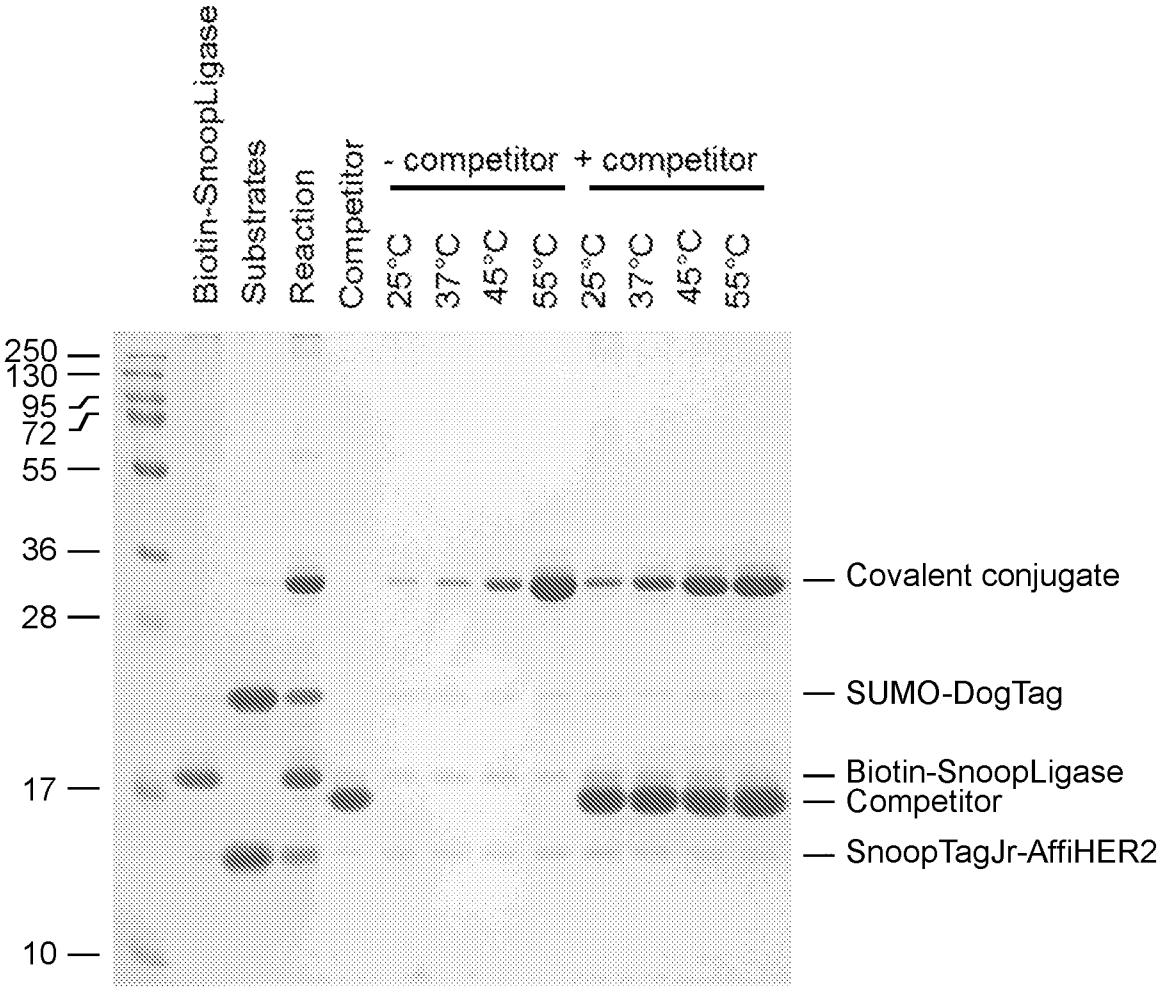 Biotin-SnoopLigase
Substrates
Reaction
Competitor
- competitor
+ competitor
25°C
37°C
45°C
55°C
25°C
37°C
45°C
55°C
250
130
95
72
55
36
28
17
10
Covalent conjugate
SUMO-DogTag
Biotin-SnoopLigase
Competitor
SnoopTagJr-AffiHER2